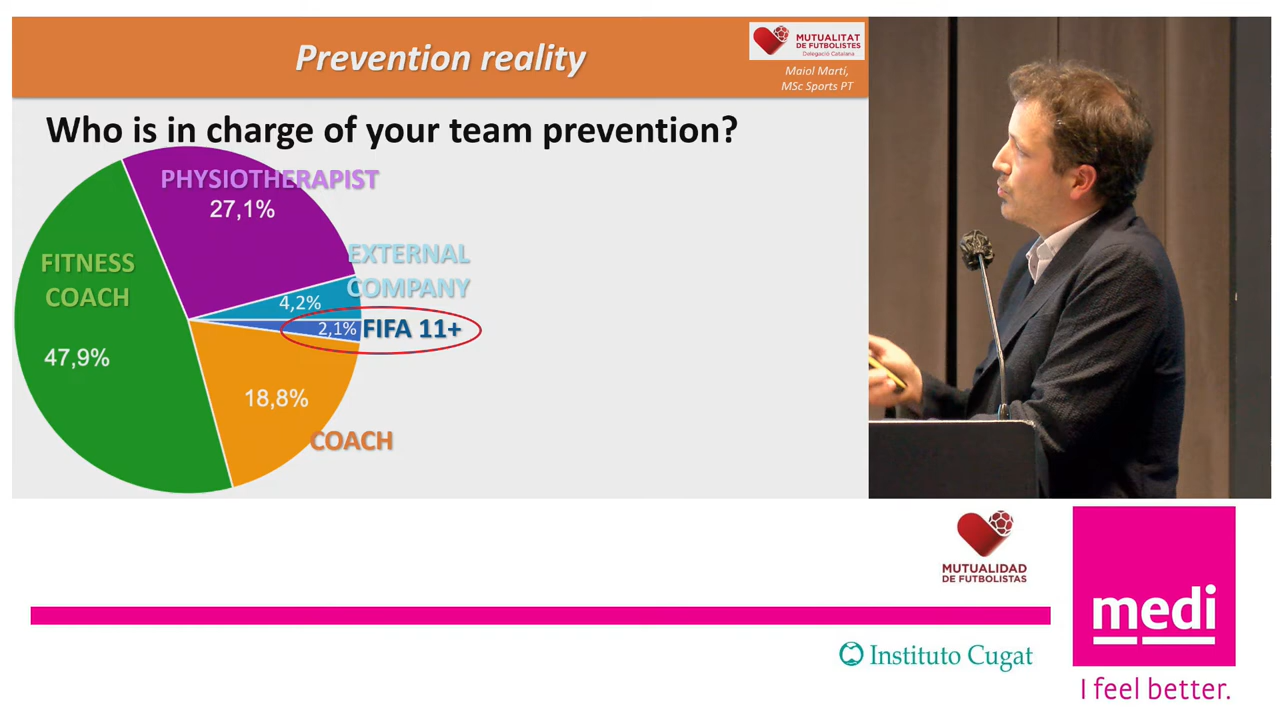 Prevention reality
MUTUALITAT
DE FUTBOLISTES
Delegació Catalana
Maiol Martí,
MSc Sports PT
Who is in charge of your team prevention?
PHYSIOTHERAPIST
27,1%
EXTERNAL
COMPANY
4,2%
FITNESS
COACH
2,1%
FIFA 11+
47,9%
18,8%
COACH
MUTUALIDAD
DE FUTBOLISTAS
medi
Instituto Cugat
I feel better.